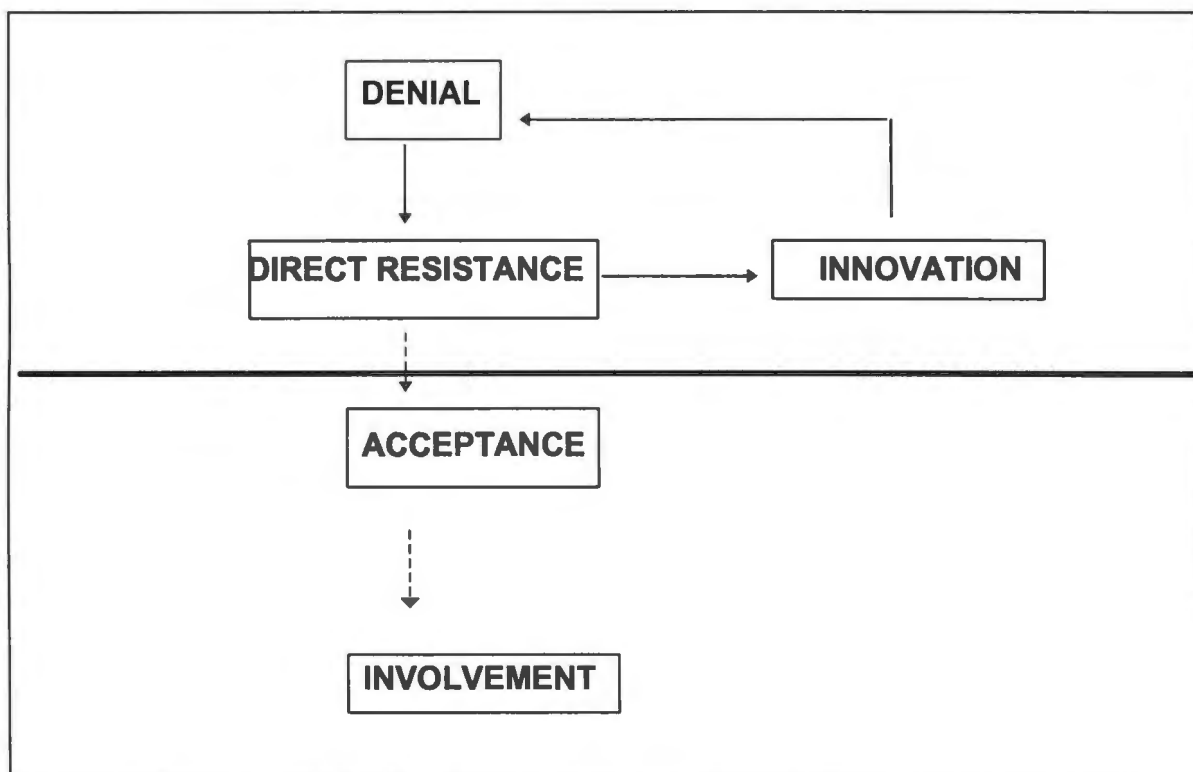 DENIAL
DIRECT RESISTANCE
INNOVATION
ACCEPTANCE
INVOLVEMENT